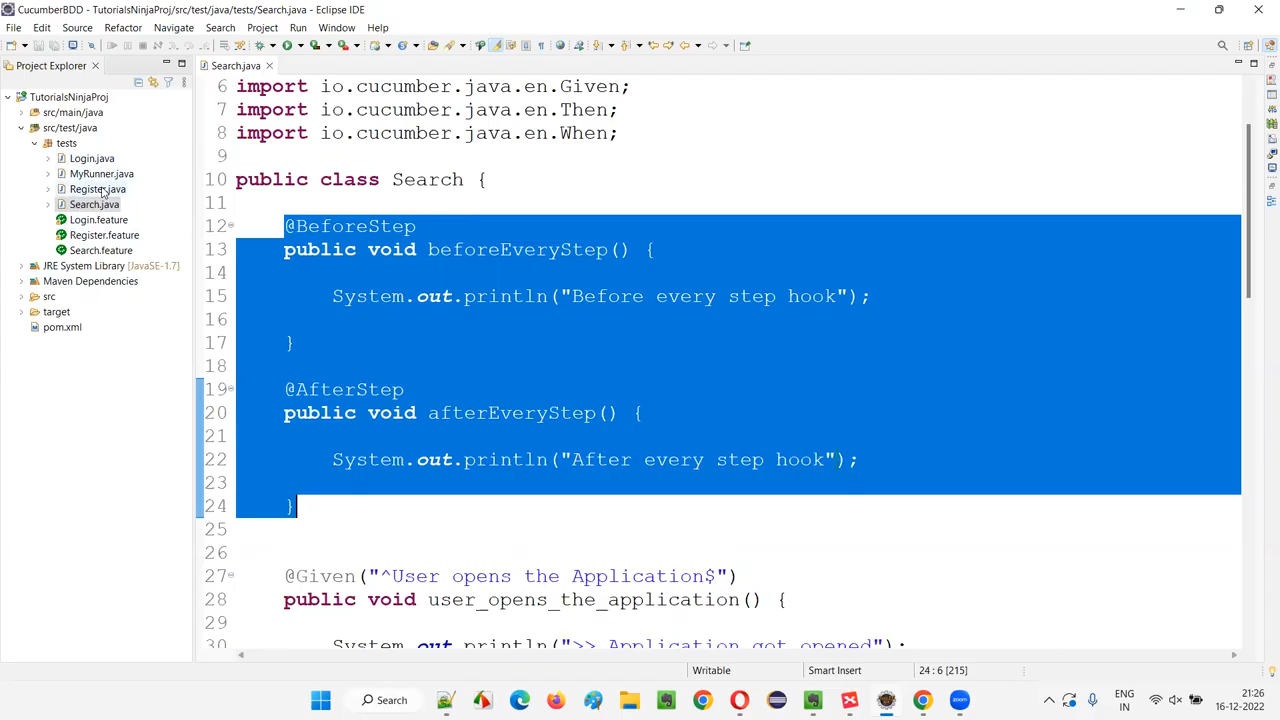 CucumberBDD - TutorialsNinjaProj/src/test/java/tests/Search.java - Eclipse IDE
File Edit Source Refactor Navigate Search Project Run Window Help
Project Explorer
Search.java
TutorialsNinjaProj
src/main/java
src/test/java
tests
Login.java
MyRunner.java
Register.java
Search.java
Login.feature
Register.feature
Search.feature
JRE System Library [JavaSE-1.7]
Maven Dependencies
src
target
pom.xml
6 import io.cucumber.java.en.Given;
7 import io.cucumber.java.en.Then;
8 import io.cucumber.java.en.When;
9
10 public class Search {
11
12 @BeforeStep
13 public void beforeEveryStep() {
14
15 System.out.println("Before every step hook");
16
17 }
18
19 @AfterStep
20 public void afterEveryStep() {
21
22 System.out.println("After every step hook");
23
24 }
25
26
27 @Given("^User opens the Application$")
28 public void user_opens_the_application() {
29
30 System.out.println(">> Application got opened");
Writable Smart Insert 24 : 6 [215]
Search
ENG
IN
21:26
16-12-2022